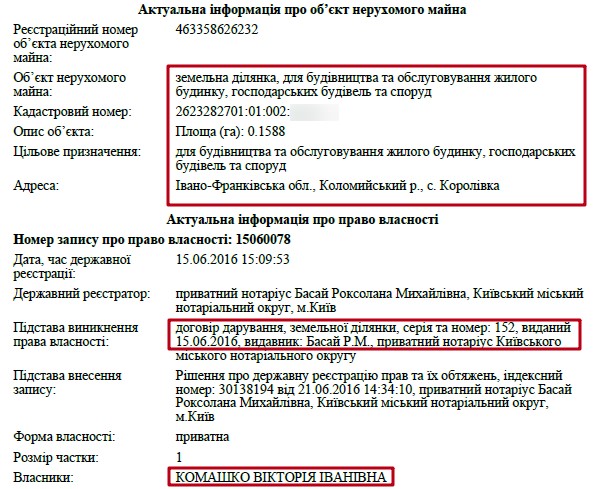 Актуальна інформація про об’єкт нерухомого майна
Реєстраційний номер 463358626232
об’єкта нерухомого
майна:
Об’єкт нерухомого земельна ділянка, для будівництва та обслуговування жилого
майна: будинку, господарських будівель та споруд
Кадастровий номер: 2623282701:01:002:
Опис об’єкта: Площа (га): 0.1588
Цільове призначення: для будівництва та обслуговування жилого будинку, господарських
будівель та споруд
Адреса: Івано-Франківська обл., Коломийський р., с. Королівка
Актуальна інформація про право власності
Номер запису про право власності: 15060078
Дата, час державної 15.06.2016 15:09:53
реєстрації:
Державний реєстратор: приватний нотаріус Басай Роксолана Михайлівна, Київський міський
нотаріальний округ, м.Київ
Підстава виникнення договір дарування, земельної ділянки, серія та номер: 152, виданий
права власності: 15.06.2016, видавник: Басай Р.М., приватний нотаріус Київського
міського нотаріального округу
Підстава внесення Рішення про державну реєстрацію прав та їх обтяжень, індексний
запису: номер: 30138194 від 21.06.2016 14:34:10, приватний нотаріус Басай
Роксолана Михайлівна, Київський міський нотаріальний округ,
м.Київ
Форма власності: приватна
Розмір частки: 1
Власники: КОМАШКО ВІКТОРІЯ ІВАНІВНА